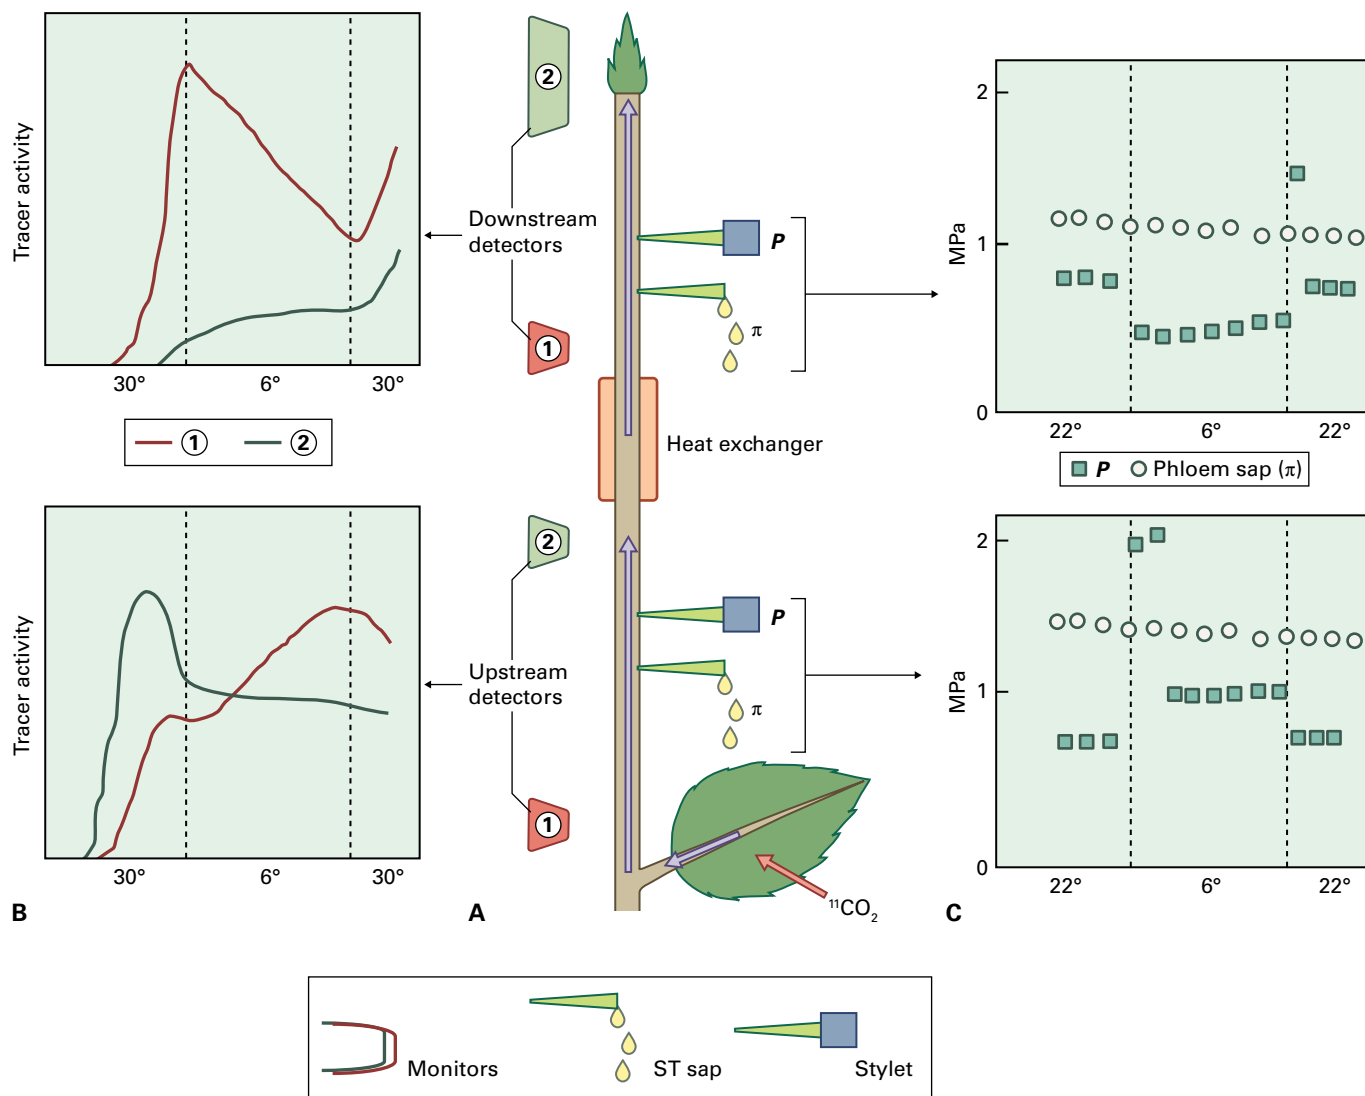 Tracer activity
30°
6°
30°
1
2
Tracer activity
30°
6°
30°
B
2
Downstream
detectors
1
P
π
Heat exchanger
2
Upstream
detectors
1
P
π
¹¹CO₂
A
MPa
2
1
0
22°
6°
22°
P
Phloem sap (π)
MPa
2
1
0
22°
6°
22°
C
Monitors
ST sap
Stylet